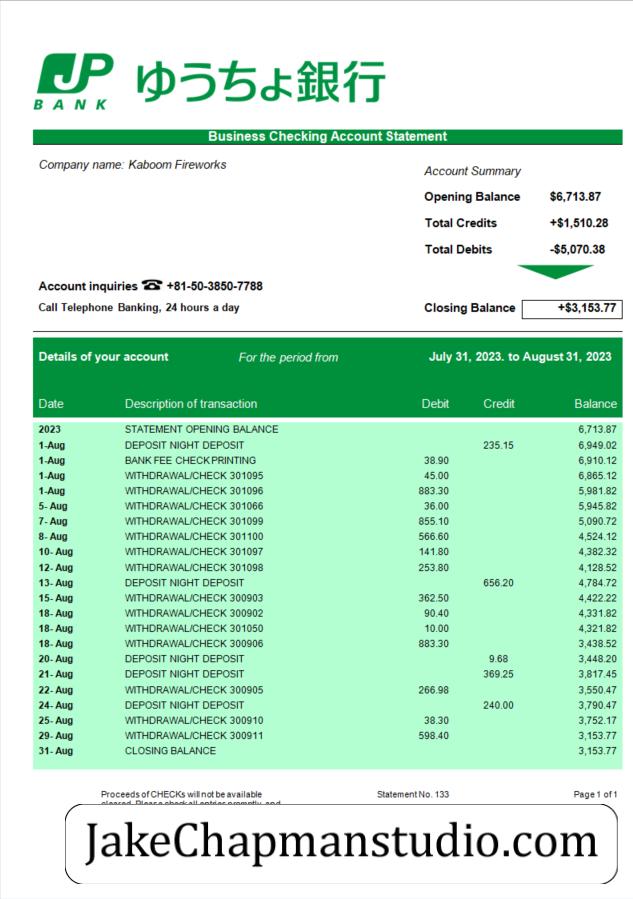 JP
BANK
ゆうちょ銀行
Business Checking Account Statement
Company name: Kaboom Fireworks
Account Summary
Opening Balance $6,713.87
Total Credits +$1,510.28
Total Debits -$5,070.38
Account inquiries ☎ +81-50-3850-7788
Call Telephone Banking, 24 hours a day
Closing Balance +$3,153.77
Details of your account For the period from July 31, 2023. to August 31, 2023
Date Description of transaction Debit Credit Balance
2023 STATEMENT OPENING BALANCE 6,713.87
1-Aug DEPOSIT NIGHT DEPOSIT 235.15 6,949.02
1-Aug BANK FEE CHECK PRINTING 38.90 6,910.12
1-Aug WITHDRAWAL/CHECK 301095 45.00 6,865.12
1-Aug WITHDRAWAL/CHECK 301096 883.30 5,981.82
5- Aug WITHDRAWAL/CHECK 301066 36.00 5,945.82
7- Aug WITHDRAWAL/CHECK 301099 855.10 5,090.72
8- Aug WITHDRAWAL/CHECK 301100 566.60 4,524.12
10- Aug WITHDRAWAL/CHECK 301097 141.80 4,382.32
12- Aug WITHDRAWAL/CHECK 301098 253.80 4,128.52
13- Aug DEPOSIT NIGHT DEPOSIT 656.20 4,784.72
15- Aug WITHDRAWAL/CHECK 300903 362.50 4,422.22
18- Aug WITHDRAWAL/CHECK 300902 90.40 4,331.82
18- Aug WITHDRAWAL/CHECK 301050 10.00 4,321.82
18- Aug WITHDRAWAL/CHECK 300906 883.30 3,438.52
20- Aug DEPOSIT NIGHT DEPOSIT 9.68 3,448.20
21- Aug DEPOSIT NIGHT DEPOSIT 369.25 3,817.45
22- Aug WITHDRAWAL/CHECK 300905 266.98 3,550.47
24- Aug DEPOSIT NIGHT DEPOSIT 240.00 3,790.47
25- Aug WITHDRAWAL/CHECK 300910 38.30 3,752.17
29- Aug WITHDRAWAL/CHECK 300911 598.40 3,153.77
31- Aug CLOSING BALANCE 3,153.77
Proceeds of CHECKs will not be available Statement No. 133 Page 1 of 1
cleared. Please check all entries promptly, and
JakeChapmanstudio.com